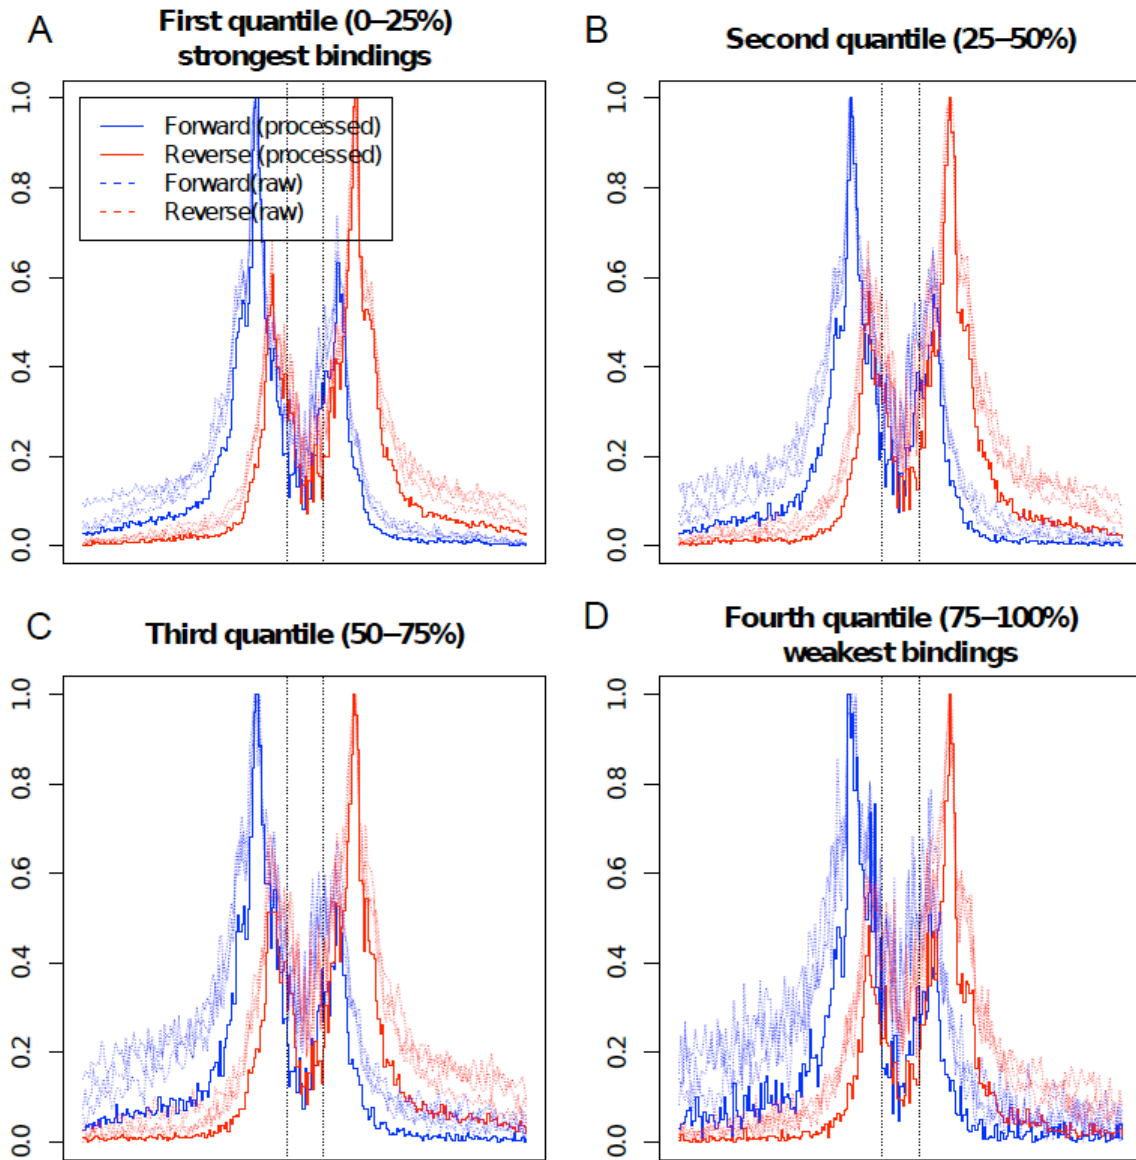 A
First quantile (0–25%)
strongest bindings
1.0
0.8
0.6
0.4
0.2
0.0
Forward (processed)
Reverse (processed)
Forward(raw)
Reverse(raw)
B
Second quantile (25–50%)
1.0
0.8
0.6
0.4
0.2
0.0
C
Third quantile (50–75%)
1.0
0.8
0.6
0.4
0.2
0.0
D
Fourth quantile (75–100%)
weakest bindings
1.0
0.8
0.6
0.4
0.2
0.0